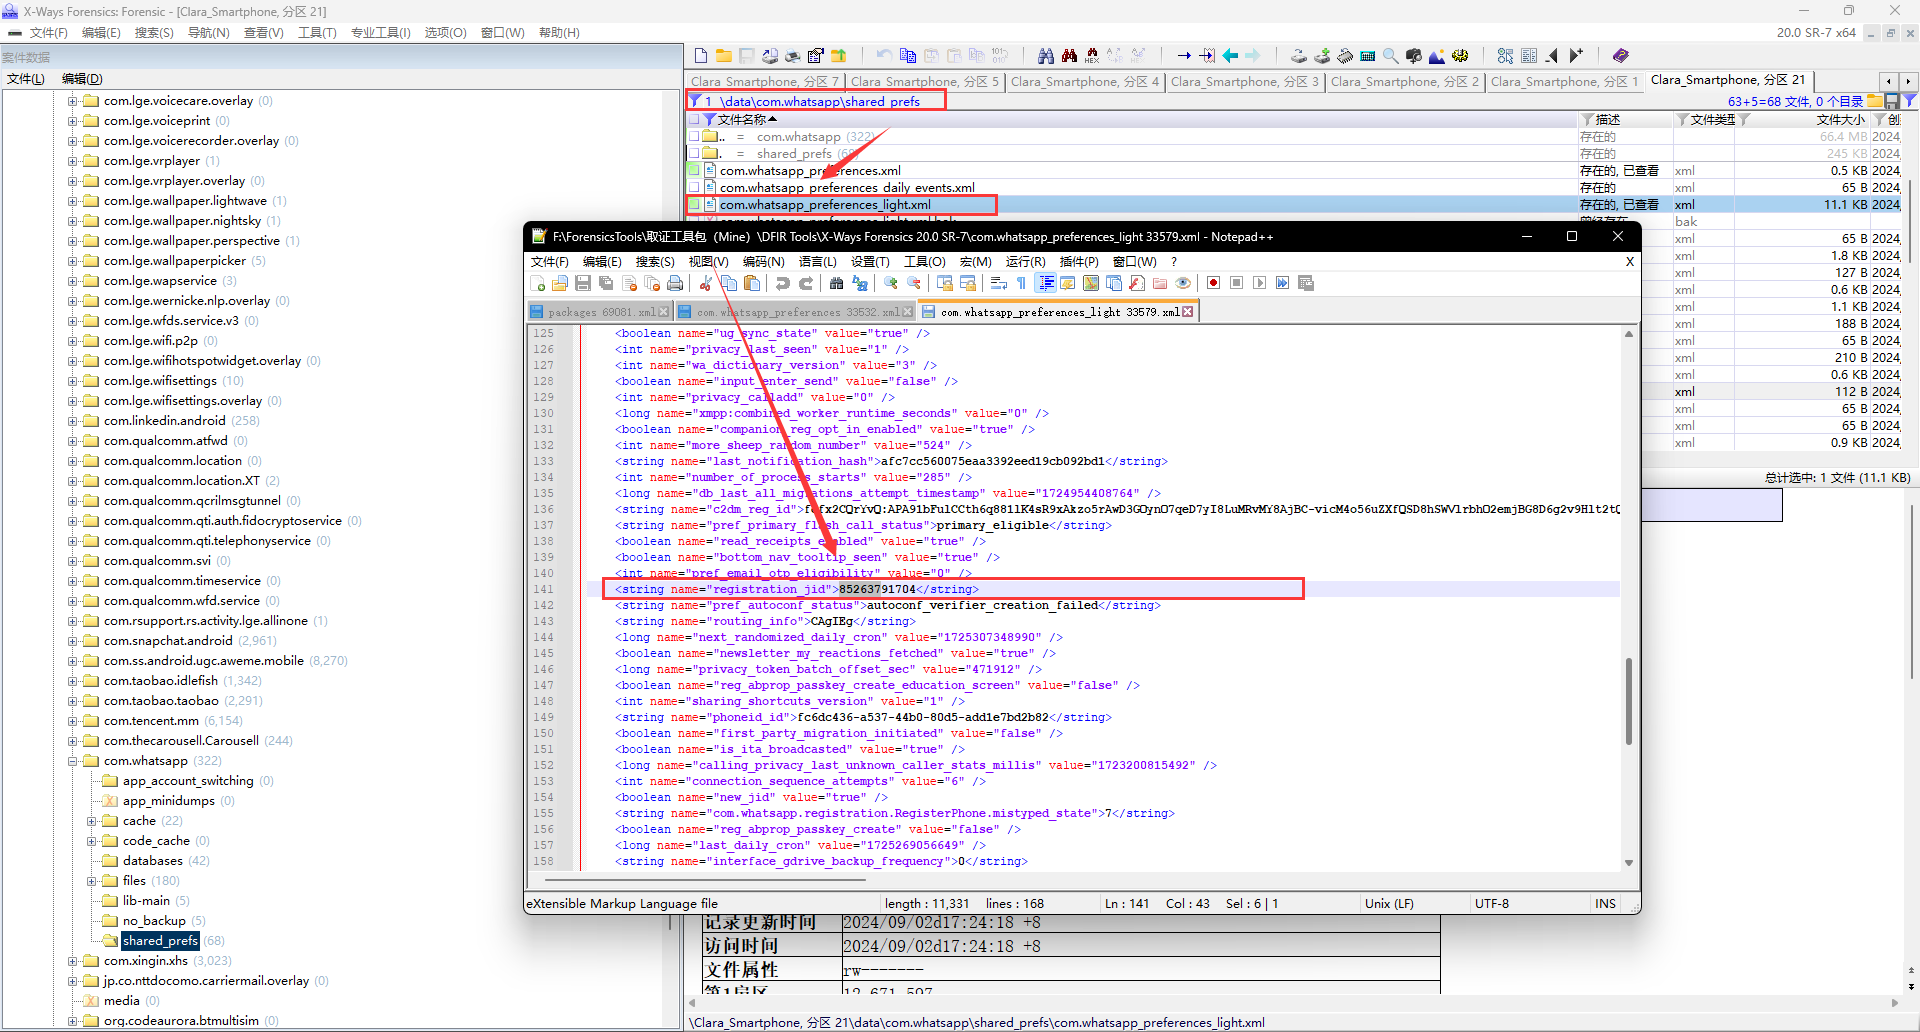 X-Ways Forensics: Forensic - [Clara_Smartphone, 分区 21]
文件(F) 编辑(E) 搜索(S) 导航(N) 查看(V) 专业工具(I) 工具(T) 选项(O) 窗口(W) 帮助(H)
20.0 SR-7 x64
案件数据
文件(L) 编辑(D)
com.lge.voicecare.overlay (0)
com.lge.voiceprint (0)
com.lge.voicerecorder.overlay (0)
com.lge.vrplayer (1)
com.lge.vrplayer.overlay (0)
com.lge.wallpaper.lightwave (1)
com.lge.wallpaper.nightsky (1)
com.lge.wallpaper.perspective (1)
com.lge.wallpaperpicker (5)
com.lge.wapservice (3)
com.lge.wernicke.nlp.overlay (0)
com.lge.wfds.service.v3 (0)
com.lge.wifi.p2p (0)
com.lge.wifihotspotwidget.overlay (0)
com.lge.wifisettings (10)
com.lge.wifisettings.overlay (0)
com.linkedin.android (258)
com.qualcomm.atfwd (0)
com.qualcomm.location (0)
com.qualcomm.location.XT (2)
com.qualcomm.qcrilmsgtunnel (0)
com.qualcomm.qti.auth.fidocryptoservice (0)
com.qualcomm.qti.telephonyservice (0)
com.qualcomm.svi (0)
com.qualcomm.timeservice (0)
com.qualcomm.wfd.service (0)
com.rsupport.rs.activity.lge.allinone (1)
com.snapchat.android (2,961)
com.ss.android.ugc.aweme.mobile (8,270)
com.taobao.idlefish (1,342)
com.taobao.taobao (2,291)
com.tencent.mm (6,154)
com.thecarousell.Carousell (244)
com.whatsapp (322)
app_account_switching (0)
app_minidumps (0)
cache (22)
code_cache (0)
databases (42)
files (180)
lib-main (5)
no_backup (5)
shared_prefs (68)
com.xingin.xhs (3,023)
jp.co.nttdocomo.carriermail.overlay (0)
media (0)
org.codeaurora.btmultisim (0)
Clara_Smartphone, 分区 7 Clara_Smartphone, 分区 5 Clara_Smartphone, 分区 4 Clara_Smartphone, 分区 3 Clara_Smartphone, 分区 2 Clara_Smartphone, 分区 1 Clara_Smartphone, 分区 21
1 \data\com.whatsapp\shared_prefs
63+5=68 文件, 0 个目录
文件名称 描述 文件类型 文件大小 创
.. = com.whatsapp (322) 存在的 66.4 MB 2024,
. = shared_prefs (68) 存在的 245 KB 2024,
com.whatsapp_preferences.xml 存在的, 已查看 xml 0.5 KB 2024,
com.whatsapp_preferences_daily_events.xml 存在的 xml 65 B 2024,
com.whatsapp_preferences_light.xml 存在的, 已查看 xml 11.1 KB 2024,
com.whatsapp_preferences_light.xml.bak 曾经存在 bak
xml 65 B 2024,
xml 1.8 KB 2024,
xml 127 B 2024,
xml 0.6 KB 2024,
xml 1.1 KB 2024,
xml 188 B 2024,
xml 65 B 2024,
xml 210 B 2024,
xml 0.6 KB 2024,
xml 112 B 2024,
xml 65 B 2024,
xml 65 B 2024,
xml 0.9 KB 2024,
总计选中: 1 文件 (11.1 KB)
F:\ForensicsTools\取证工具包（Mine）\DFIR Tools\X-Ways Forensics 20.0 SR-7\com.whatsapp_preferences_light 33579.xml - Notepad++
文件(F) 编辑(E) 搜索(S) 视图(V) 编码(N) 语言(L) 设置(T) 工具(O) 宏(M) 运行(R) 插件(P) 窗口(W) ? X
packages 69081.xml com.whatsapp_preferences 33532.xml com.whatsapp_preferences_light 33579.xml
125 <boolean name="ug_sync_state" value="true" />
126 <int name="privacy_last_seen" value="1" />
127 <int name="wa_dictionary_version" value="3" />
128 <boolean name="input_enter_send" value="false" />
129 <int name="privacy_calladd" value="0" />
130 <long name="xmpp:combined_worker_runtime_seconds" value="0" />
131 <boolean name="companion_reg_opt_in_enabled" value="true" />
132 <int name="more_sheep_random_number" value="524" />
133 <string name="last_notification_hash">afc7cc560075eaa3392eed19cb092bd1</string>
134 <int name="number_of_process_starts" value="285" />
135 <long name="db_last_all_migrations_attempt_timestamp" value="1724954408764" />
136 <string name="c2dm_reg_id">
137 <string name="pref_primary_flash_call_status">primary_eligible</string>
138 <boolean name="read_receipts_enabled" value="true" />
139 <boolean name="bottom_nav_tooltip_seen" value="true" />
140 <int name="pref_email_otp_eligibility" value="0" />
141 <string name="registration_jid">85263791704</string>
142 <string name="pref_autoconf_status">autoconf_verifier_creation_failed</string>
143 <string name="routing_info">CAgIEg</string>
144 <long name="next_randomized_daily_cron" value="1725307348990" />
145 <boolean name="newsletter_my_reactions_fetched" value="true" />
146 <long name="privacy_token_batch_offset_sec" value="471912" />
147 <boolean name="reg_abprop_passkey_create_education_screen" value="false" />
148 <int name="sharing_shortcuts_version" value="1" />
149 <string name="phoneid_id">fc6dc436-a537-44b0-80d5-add1e7bd2b82</string>
150 <boolean name="first_party_migration_initiated" value="false" />
151 <boolean name="is_ita_broadcasted" value="true" />
152 <long name="calling_privacy_last_unknown_caller_stats_millis" value="1723200815492" />
153 <int name="connection_sequence_attempts" value="6" />
154 <boolean name="new_jid" value="true" />
155 <string name="com.whatsapp.registration.RegisterPhone.mistyped_state">7</string>
156 <boolean name="reg_abprop_passkey_create" value="false" />
157 <long name="last_daily_cron" value="1725269056649" />
158 <string name="interface_gdrive_backup_frequency">0</string>
eXtensible Markup Language file length : 11,331 lines : 168 Ln : 141 Col : 43 Sel : 6 | 1 Unix (LF) UTF-8 INS
记录更新时间 2024/09/02d17:24:18 +8
访问时间 2024/09/02d17:24:18 +8
文件属性 rw-------
第1扇区 12,671,597
\Clara_Smartphone, 分区 21\data\com.whatsapp\shared_prefs\com.whatsapp_preferences_light.xml